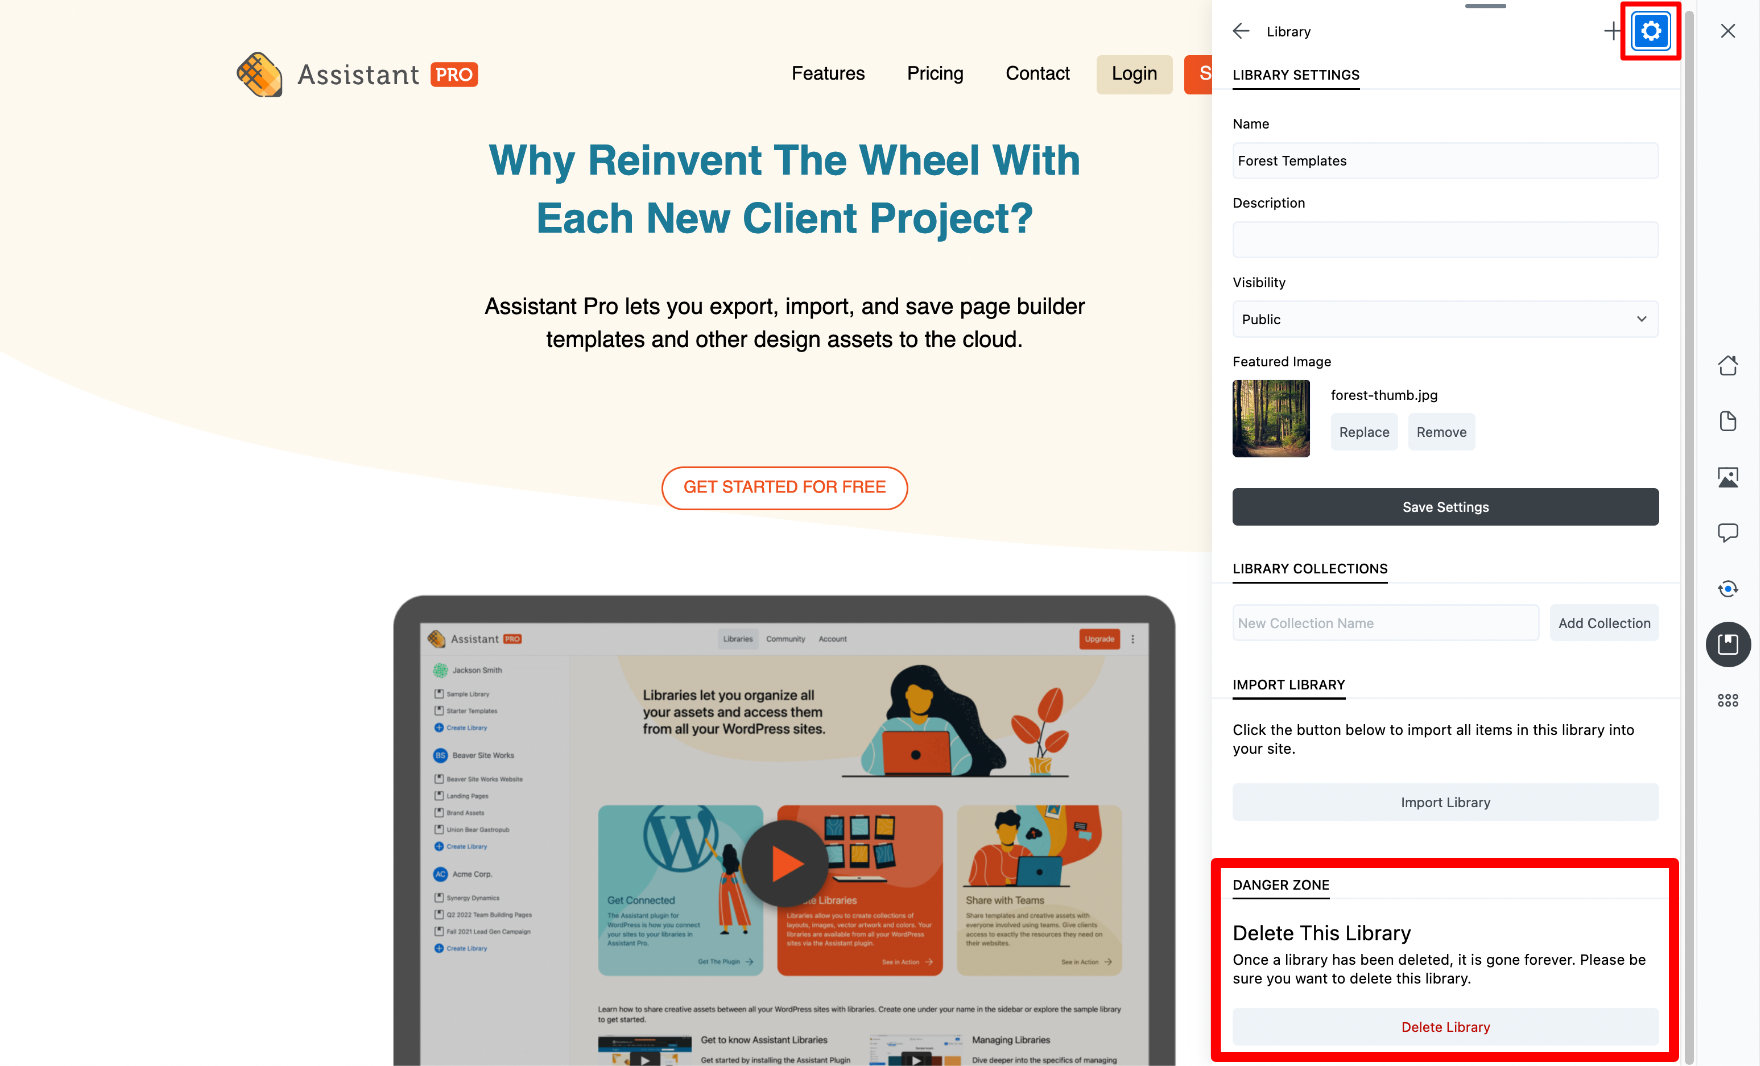 Assistant PRO
Features
Pricing
Contact
Login
S
Why Reinvent The Wheel With
Each New Client Project?
Assistant Pro lets you export, import, and save page builder
templates and other design assets to the cloud.
GET STARTED FOR FREE
Assistant PRO
Libraries
Community
Account
Upgrade
Jackson Smith
Sample Library
Starter Templates
Create Library
BS Beaver Site Works
Beaver Site Works Website
Landing Pages
Brand Assets
Union Bear Gastropub
Create Library
AC Acme Corp.
Synergy Dynamics
Q2 2022 Team Building Pages
Fall 2021 Lead Gen Campaign
Create Library
Libraries let you organize all
your assets and access them
from all your WordPress sites.
Get Connected
The Assistant plugin for
WordPress is how you connect
your sites to your libraries in
Assistant Pro.
Get The Plugin
te Libraries
Libraries allow you to create collections of
layouts, images, vector artwork and colors. Your
libraries are available from all your WordPress
sites via the Assistant plugin.
See in Action
Share with Teams
Share templates and creative assets with
everyone involved using teams. Give clients
access to exactly the resources they need on
their websites.
See in Action
Learn how to share creative assets between all your WordPress sites with libraries. Create one under your name in the sidebar or explore the sample library
to get started.
Get to know Assistant Libraries
Get started by installing the Assistant Plugin
Managing Libraries
Dive deeper into the specifics of managing
Library
LIBRARY SETTINGS
Name
Forest Templates
Description
Visibility
Public
Featured Image
forest-thumb.jpg
Replace
Remove
Save Settings
LIBRARY COLLECTIONS
New Collection Name
Add Collection
IMPORT LIBRARY
Click the button below to import all items in this library into
your site.
Import Library
DANGER ZONE
Delete This Library
Once a library has been deleted, it is gone forever. Please be
sure you want to delete this library.
Delete Library